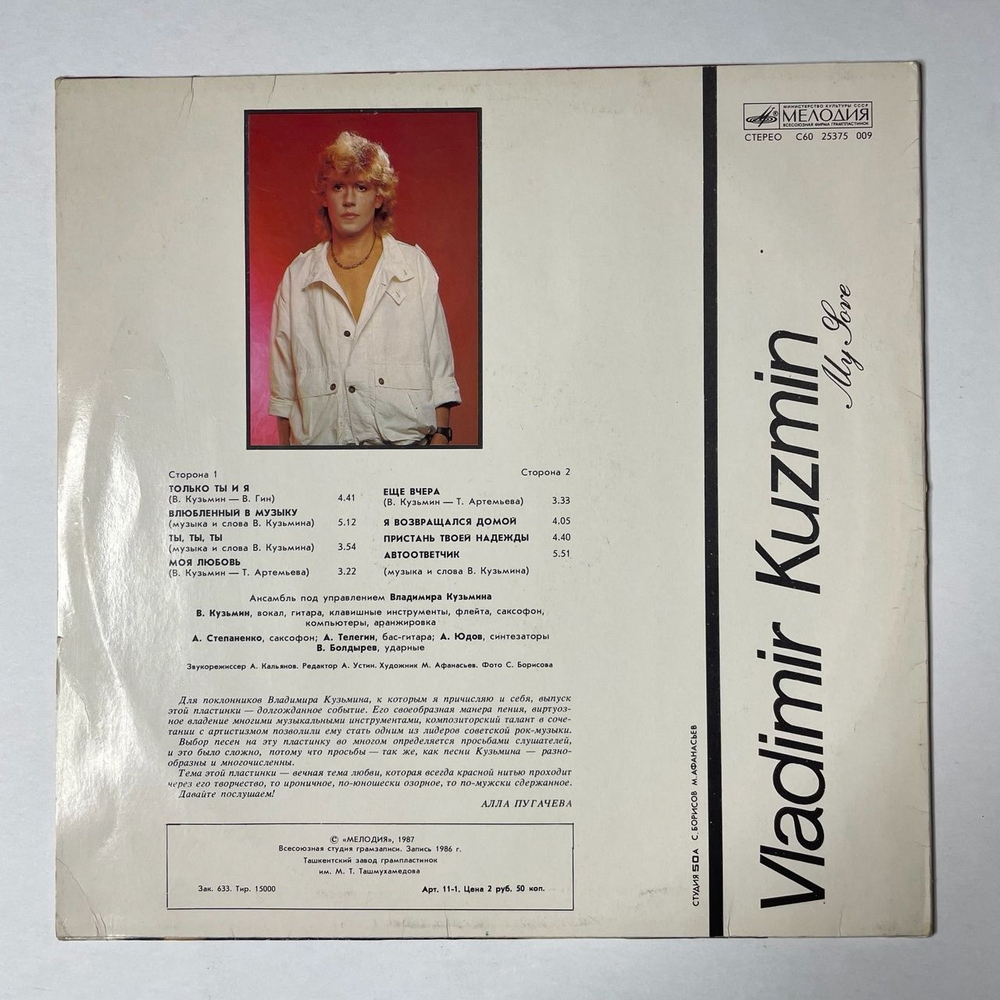 МИНИСТЕРСТВО КУЛЬТУРЫ СССР
МЕЛОДИЯ
ВСЕСОЮЗНАЯ ФИРМА ГРАМПЛАСТИНОК
СТЕРЕО С60 25375 009
Vladimir Kuzmin
My Love
Сторона 1
ТОЛЬКО ТЫ И Я
(В. Кузьмин — В. Гин) 4.41
ВЛЮБЛЕННЫЙ В МУЗЫКУ
(музыка и слова В. Кузьмина) 5.12
ТЫ, ТЫ, ТЫ
(музыка и слова В. Кузьмина) 3.54
МОЯ ЛЮБОВЬ
(В. Кузьмин — Т. Артемьева) 3.22
Сторона 2
ЕЩЕ ВЧЕРА
(В. Кузьмин — Т. Артемьева) 3.33
Я ВОЗВРАЩАЛСЯ ДОМОЙ 4.05
ПРИСТАНЬ ТВОЕЙ НАДЕЖДЫ 4.40
АВТООТВЕТЧИК 5.51
(музыка и слова В. Кузьмина)
Ансамбль под управлением Владимира Кузьмина
В. Кузьмин, вокал, гитара, клавишные инструменты, флейта, саксофон,
компьютеры, аранжировка
А. Степаненко, саксофон; А. Телегин, бас-гитара; А. Юдов, синтезаторы
В. Болдырев, ударные
Звукорежиссер А. Кальянов. Редактор А. Устин. Художник М. Афанасьев. Фото С. Борисова
Для поклонников Владимира Кузьмина, к которым я причисляю и себя, выпуск
этой пластинки — долгожданное событие. Его своеобразная манера пения, виртуоз-
ное владение многими музыкальными инструментами, композиторский талант в соче-
тании с артистизмом позволили ему стать одним из лидеров советской рок-музыки.
Выбор песен на эту пластинку во многом определяется просьбами слушателей,
и это было сложно, потому что просьбы — так же, как песни Кузьмина — разно-
образны и многочисленны.
Тема этой пластинки — вечная тема любви, которая всегда красной нитью проходит
через его творчество, то ироничное, по-юношески озорное, то по-мужски сдержанное.
Давайте послушаем!
АЛЛА ПУГАЧЕВА
© «МЕЛОДИЯ», 1987
Всесоюзная студия грамзаписи. Запись 1986 г.
Ташкентский завод грампластинок
им. М. Т. Ташмухамедова
Зак. 633. Тир. 15000 Арт. 11-1. Цена 2 руб. 50 коп.
СТУДИЯ 50А С. БОРИСОВ М. АФАНАСЬЕВ